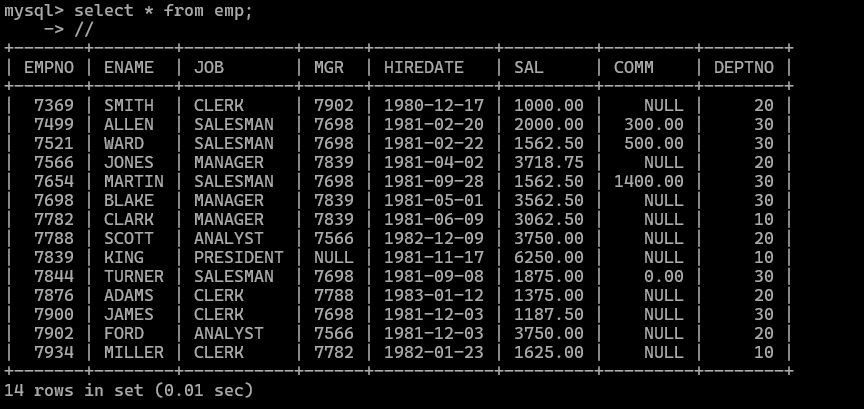 mysql> select * from emp;
    -> //
+-------+--------+-----------+------+------------+---------+---------+--------+
| EMPNO | ENAME  | JOB       | MGR  | HIREDATE   | SAL     | COMM    | DEPTNO |
+-------+--------+-----------+------+------------+---------+---------+--------+
|  7369 | SMITH  | CLERK     | 7902 | 1980-12-17 | 1000.00 |    NULL |     20 |
|  7499 | ALLEN  | SALESMAN  | 7698 | 1981-02-20 | 2000.00 |  300.00 |     30 |
|  7521 | WARD   | SALESMAN  | 7698 | 1981-02-22 | 1562.50 |  500.00 |     30 |
|  7566 | JONES  | MANAGER   | 7839 | 1981-04-02 | 3718.75 |    NULL |     20 |
|  7654 | MARTIN | SALESMAN  | 7698 | 1981-09-28 | 1562.50 | 1400.00 |     30 |
|  7698 | BLAKE  | MANAGER   | 7839 | 1981-05-01 | 3562.50 |    NULL |     30 |
|  7782 | CLARK  | MANAGER   | 7839 | 1981-06-09 | 3062.50 |    NULL |     10 |
|  7788 | SCOTT  | ANALYST   | 7566 | 1982-12-09 | 3750.00 |    NULL |     20 |
|  7839 | KING   | PRESIDENT | NULL | 1981-11-17 | 6250.00 |    NULL |     10 |
|  7844 | TURNER | SALESMAN  | 7698 | 1981-09-08 | 1875.00 |    0.00 |     30 |
|  7876 | ADAMS  | CLERK     | 7788 | 1983-01-12 | 1375.00 |    NULL |     20 |
|  7900 | JAMES  | CLERK     | 7698 | 1981-12-03 | 1187.50 |    NULL |     30 |
|  7902 | FORD   | ANALYST   | 7566 | 1981-12-03 | 3750.00 |    NULL |     20 |
|  7934 | MILLER | CLERK     | 7782 | 1982-01-23 | 1625.00 |    NULL |     10 |
+-------+--------+-----------+------+------------+---------+---------+--------+
14 rows in set (0.01 sec)